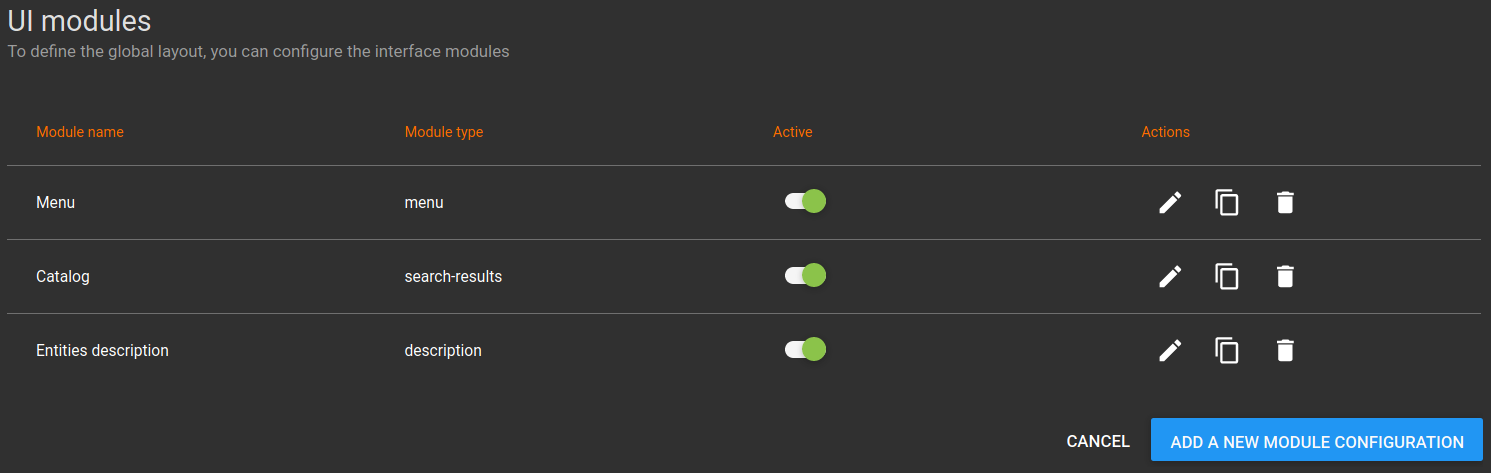 UI modules
To define the global layout, you can configure the interface modules
Module name Module type Active Actions
Menu menu
Catalog search-results
Entities description description
CANCEL ADD A NEW MODULE CONFIGURATION